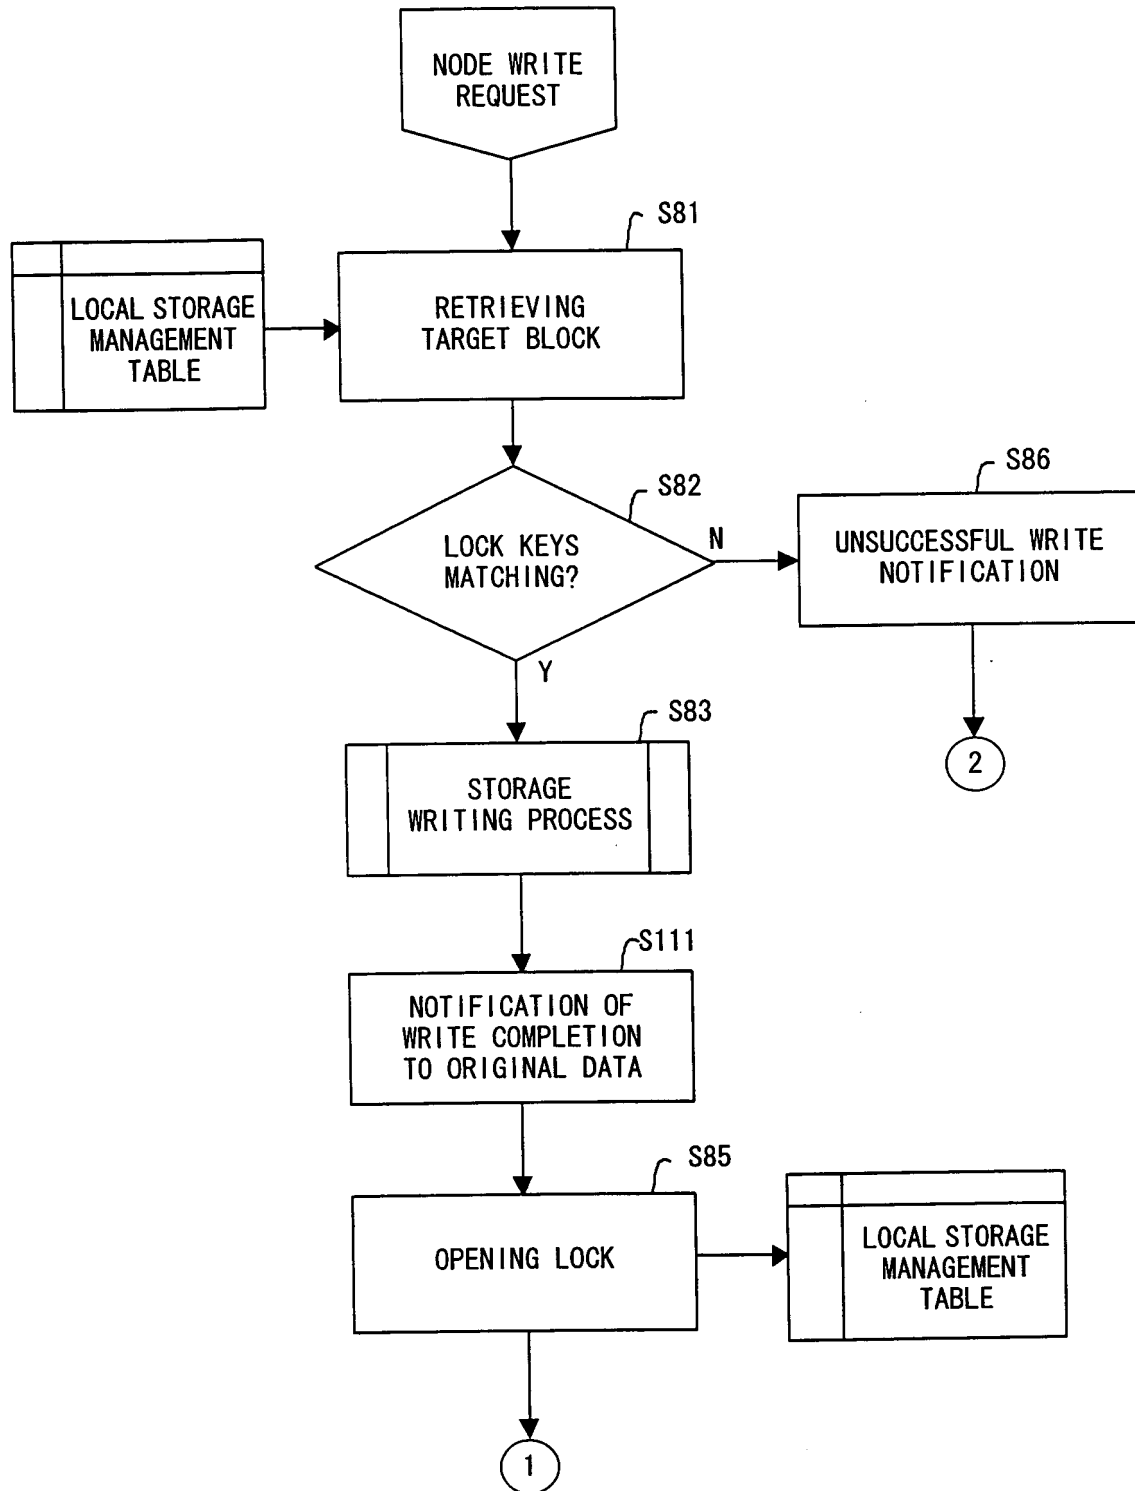 NODE WRITE
REQUEST
S81
LOCAL STORAGE
MANAGEMENT
TABLE
RETRIEVING
TARGET BLOCK
S82
LOCK KEYS
MATCHING?
N
S86
UNSUCCESSFUL WRITE
NOTIFICATION
Y
2
S83
STORAGE
WRITING PROCESS
S111
NOTIFICATION OF
WRITE COMPLETION
TO ORIGINAL DATA
S85
OPENING LOCK
LOCAL STORAGE
MANAGEMENT
TABLE
1